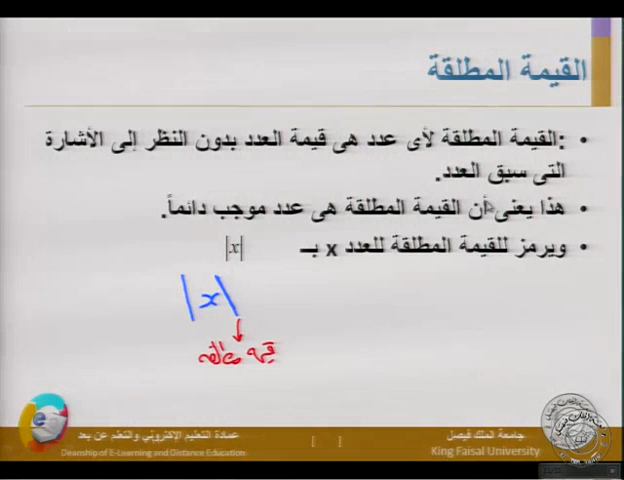 القيمة المطلقة
• :القيمة المطلقة لأى عدد هى قيمة العدد بدون النظر إلى الأشارة
التى سبق العدد.
• هذا يعنى أن القيمة المطلقة هى عدد موجب دائماً.
• ويرمز للقيمة المطلقة للعدد x بـ |x|
|x|
قيمه مطلقه
جامعة الملك فيصل
King Faisal University
[ ]
عمادة التعليم الإلكتروني والتعلم عن بعد
Deanship of E-Learning and Distance Education